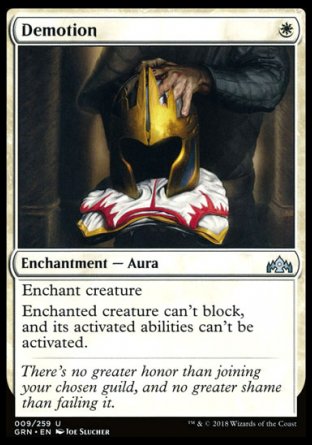 Demotion
Enchantment — Aura
Enchant creature
Enchanted creature can't block,
and its activated abilities can't be
activated.
There's no greater honor than joining
your chosen guild, and no greater shame
than failing it.
009/259 U
GRN • EN Joe Slucher
™ & © 2018 Wizards of the Coast